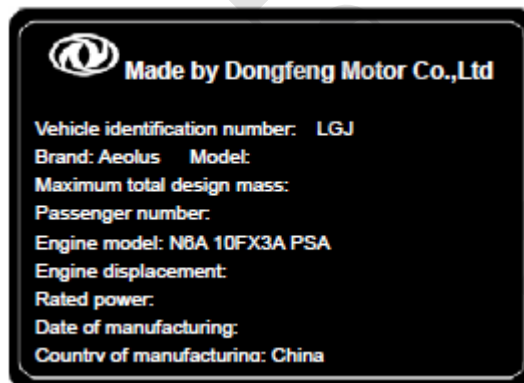 Made by Dongfeng Motor Co.,Ltd
Vehicle identification number: LGJ
Brand: Aeolus Model:
Maximum total design mass:
Passenger number:
Engine model: N6A 10FX3A PSA
Engine displacement:
Rated power:
Date of manufacturing:
Country of manufacturing: China